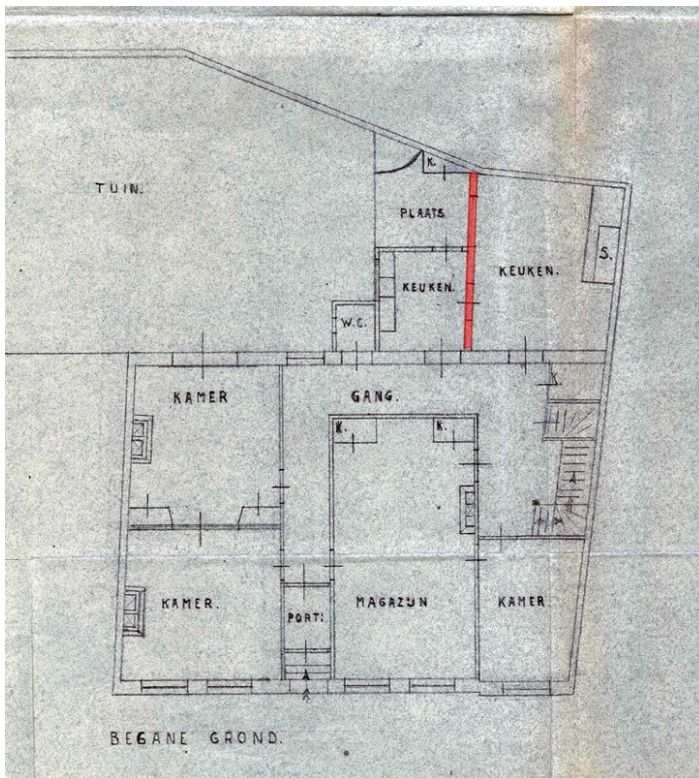 TUIN.
K.
PLAATS
KEUKEN.
S.
KEUKEN.
W.C.
KAMER
GANG.
K.
K.
K.
KAMER.
PORT:
MAGAZIJN
KAMER.
BEGANE GROND.